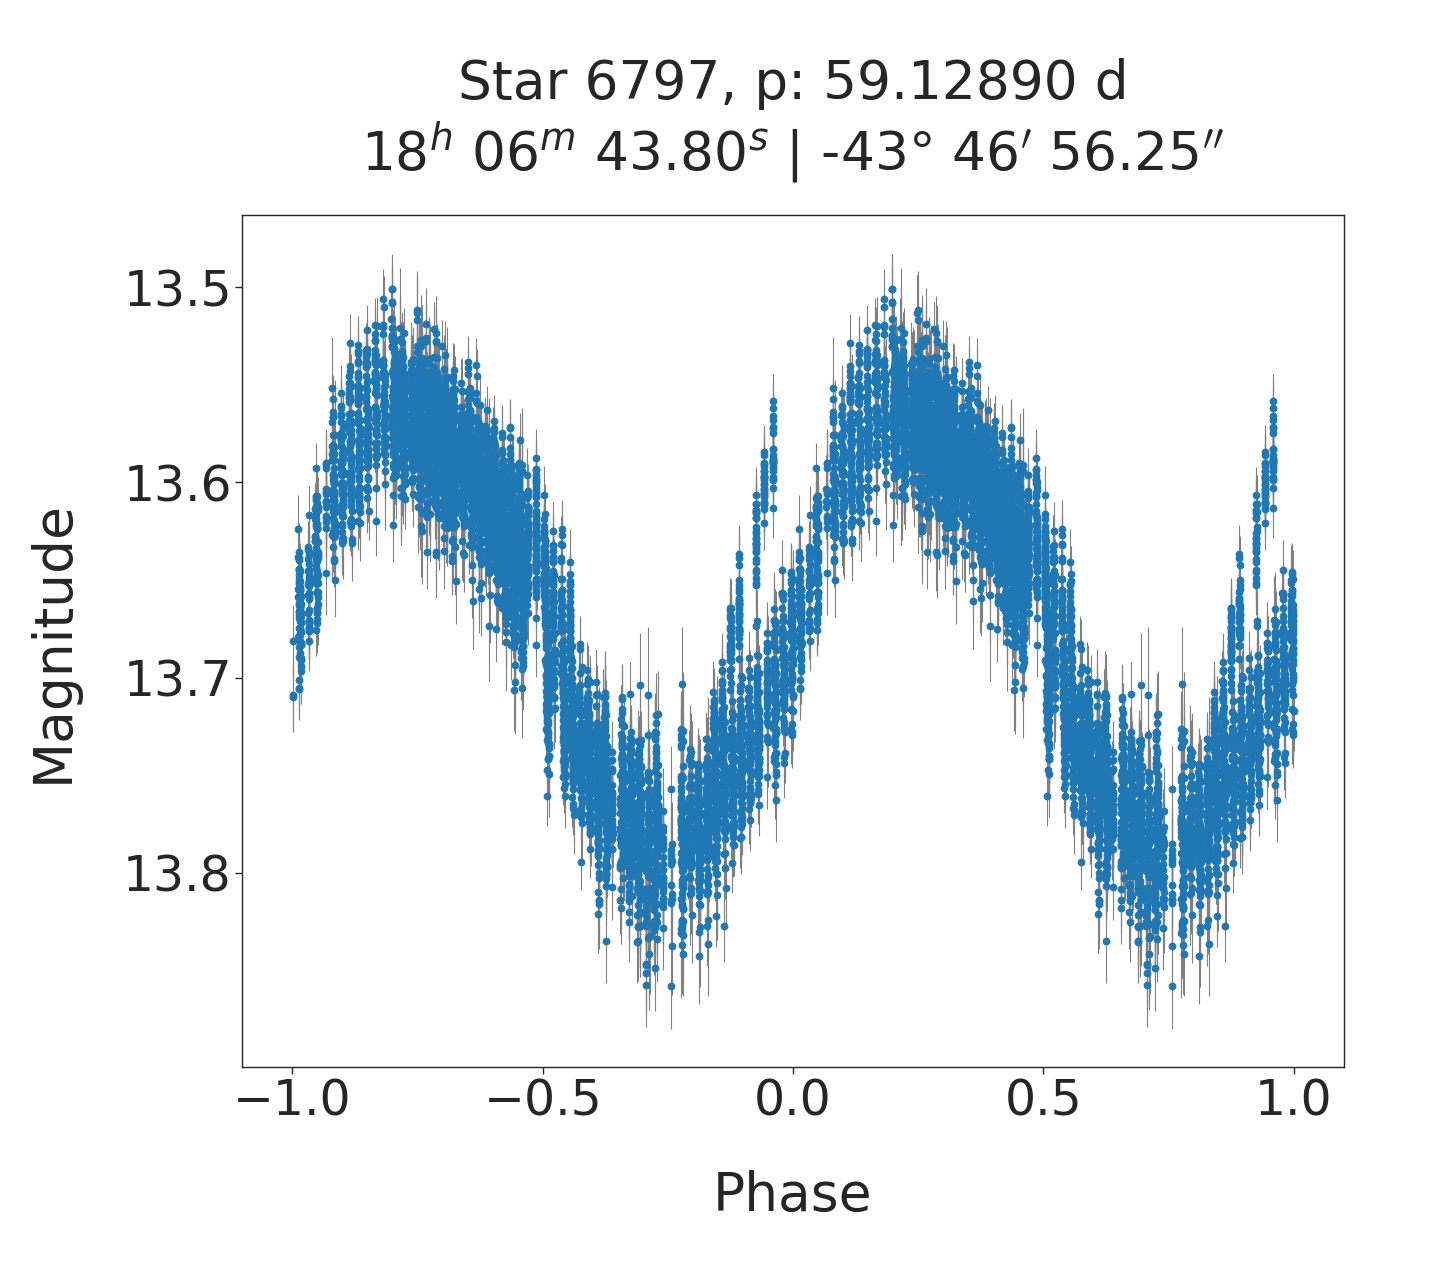 Star 6797, p: 59.12890 d
18ʰ 06ᵐ 43.80ˢ | -43° 46′ 56.25″
Magnitude
13.5
13.6
13.7
13.8
−1.0 −0.5 0.0 0.5 1.0
Phase